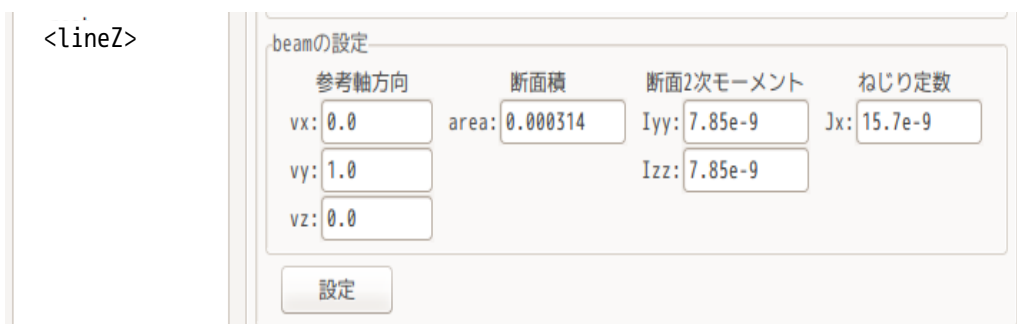 <lineZ>
beamの設定
参考軸方向 断面積 断面2次モーメント ねじり定数
vx: 0.0 area: 0.000314 Iyy: 7.85e-9 Jx: 15.7e-9
vy: 1.0 Izz: 7.85e-9
vz: 0.0
設定